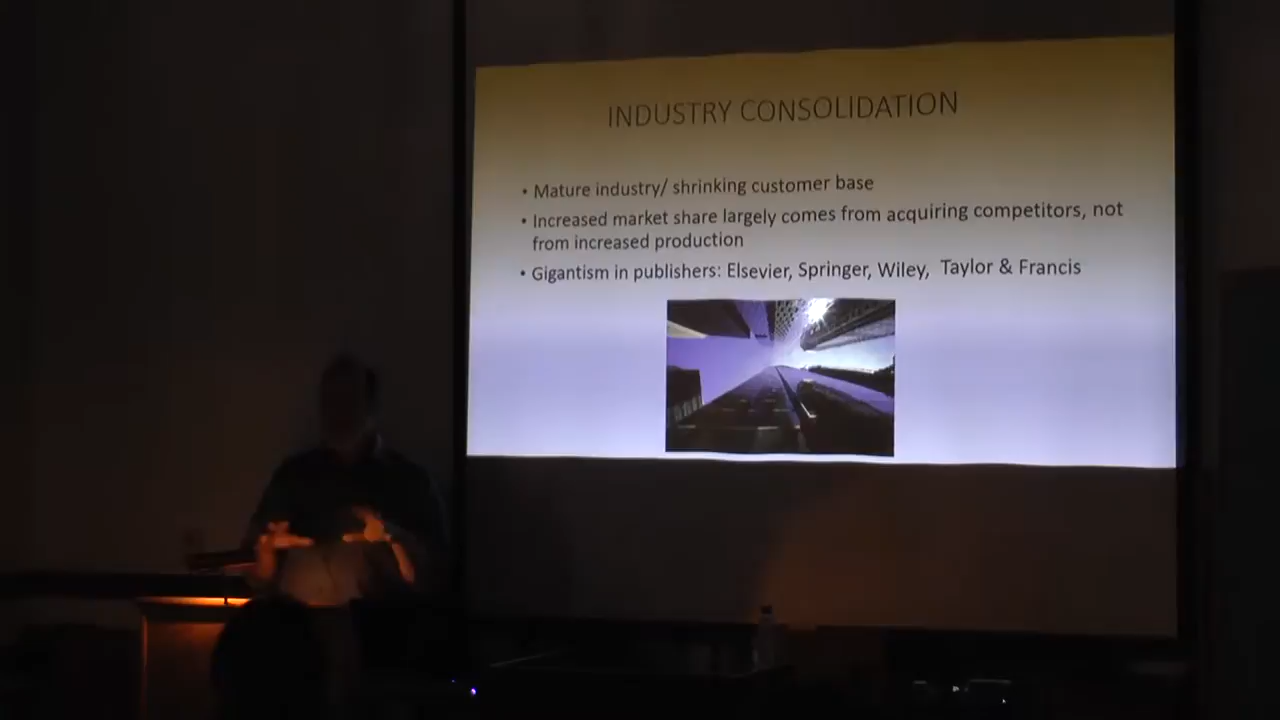 INDUSTRY CONSOLIDATION
• Mature industry/ shrinking customer base
• Increased market share largely comes from acquiring competitors, not
from increased production
• Gigantism in publishers: Elsevier, Springer, Wiley, Taylor & Francis